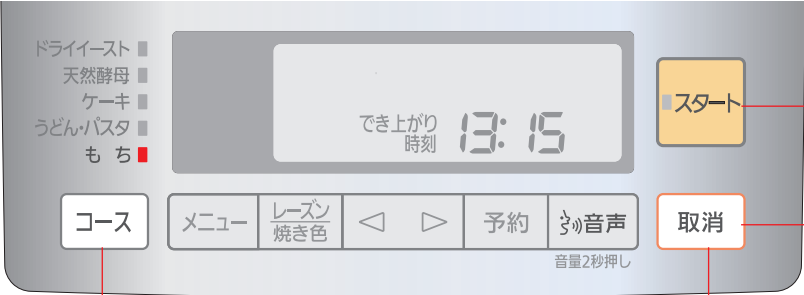 ドライイースト
天然酵母
ケーキ
うどん・パスタ
もち
でき上がり
時刻
13:15
スタート
コース
メニュー
レーズン
焼き色
予約
音声
取消
音量2秒押し